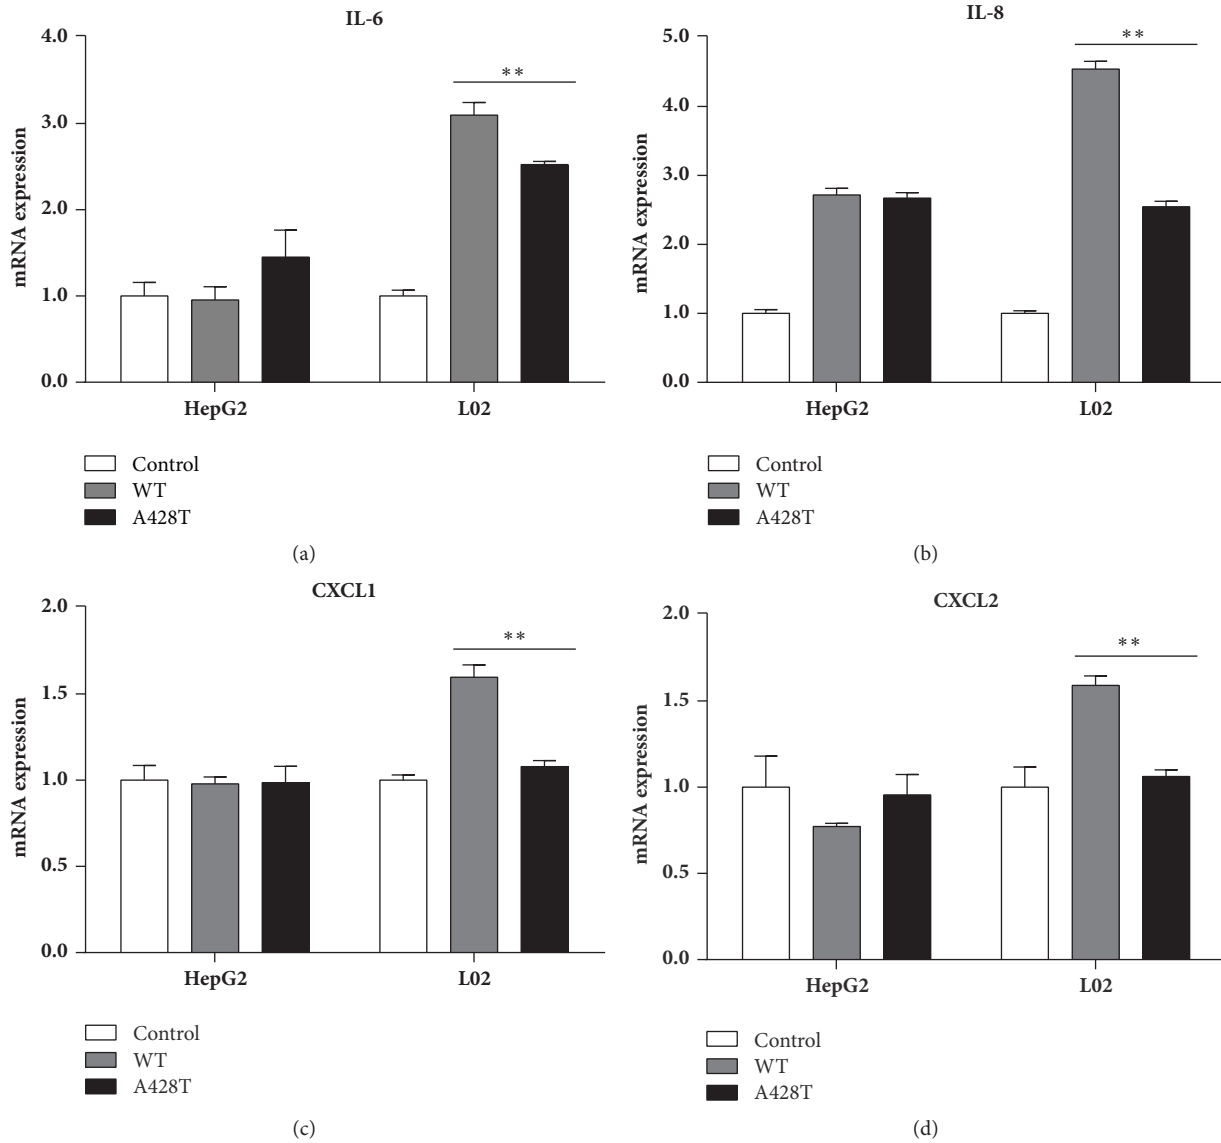 IL-6
mRNA expression
4.0
3.0
2.0
1.0
0.0
**
HepG2
L02
Control
WT
A428T
(a)
IL-8
mRNA expression
5.0
4.0
3.0
2.0
1.0
0.0
**
HepG2
L02
Control
WT
A428T
(b)
CXCL1
mRNA expression
2.0
1.5
1.0
0.5
0.0
**
HepG2
L02
Control
WT
A428T
(c)
CXCL2
mRNA expression
2.0
1.5
1.0
0.5
0.0
**
HepG2
L02
Control
WT
A428T
(d)